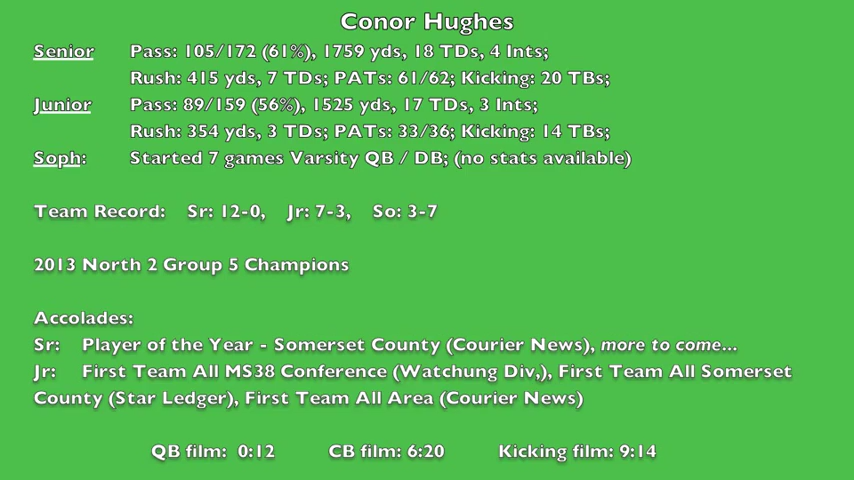 Conor Hughes
Senior Pass: 105/172 (61%), 1759 yds, 18 TDs, 4 Ints;
Rush: 415 yds, 7 TDs; PATs: 61/62; Kicking: 20 TBs;
Junior Pass: 89/159 (56%), 1525 yds, 17 TDs, 3 Ints;
Rush: 354 yds, 3 TDs; PATs: 33/36; Kicking: 14 TBs;
Soph: Started 7 games Varsity QB / DB; (no stats available)
Team Record: Sr: 12-0, Jr: 7-3, So: 3-7
2013 North 2 Group 5 Champions
Accolades:
Sr: Player of the Year - Somerset County (Courier News), more to come...
Jr: First Team All MS38 Conference (Watchung Div,), First Team All Somerset
County (Star Ledger), First Team All Area (Courier News)
QB film: 0:12 CB film: 6:20 Kicking film: 9:14